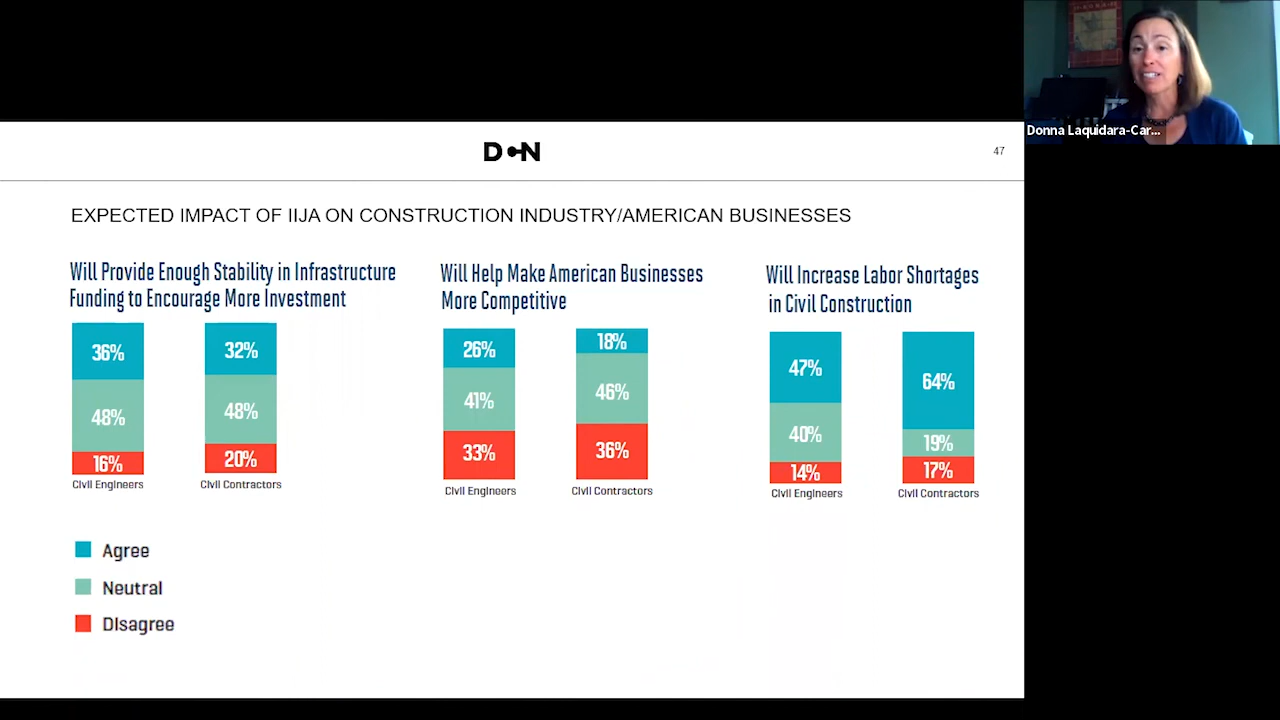 Donna Laquidara-Car...
D•N
47
EXPECTED IMPACT OF IIJA ON CONSTRUCTION INDUSTRY/AMERICAN BUSINESSES
Will Provide Enough Stability in Infrastructure
Funding to Encourage More Investment
36%
48%
16%
Civil Engineers
32%
48%
20%
Civil Contractors
Will Help Make American Businesses
More Competitive
26%
41%
33%
Civil Engineers
18%
46%
36%
Civil Contractors
Will Increase Labor Shortages
in Civil Construction
47%
40%
14%
Civil Engineers
64%
19%
17%
Civil Contractors
Agree
Neutral
Disagree